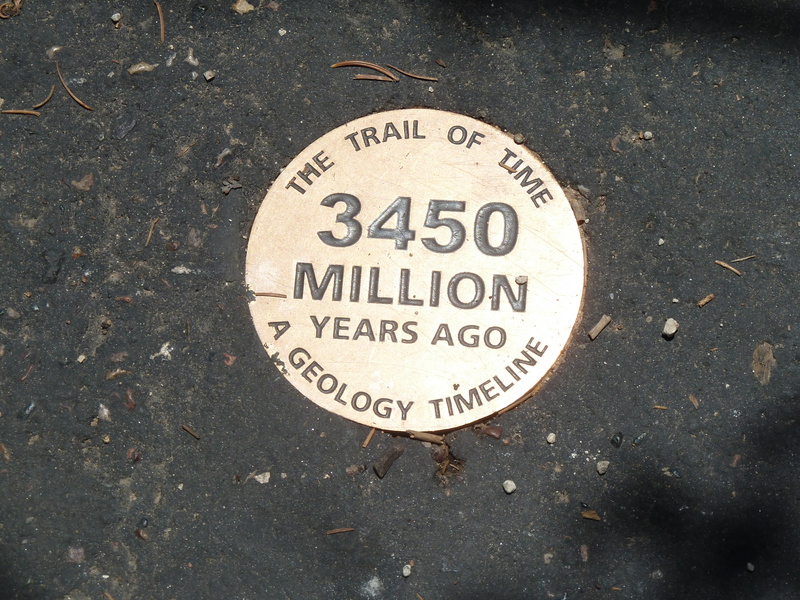 THE TRAIL OF TIME
3450
MILLION
YEARS AGO
A GEOLOGY TIMELINE